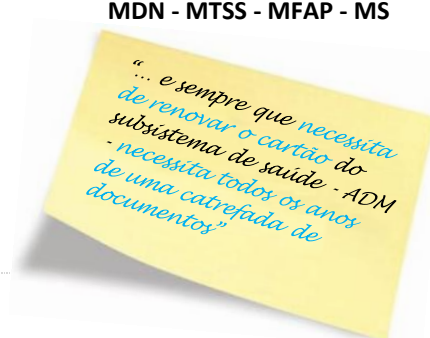 MDN - MTSS - MFAP - MS
“... e sempre que necessita
de renovar o cartão do
subsistema de saúde - ADM
- necessita todos os anos
de uma catrefada de
documentos”